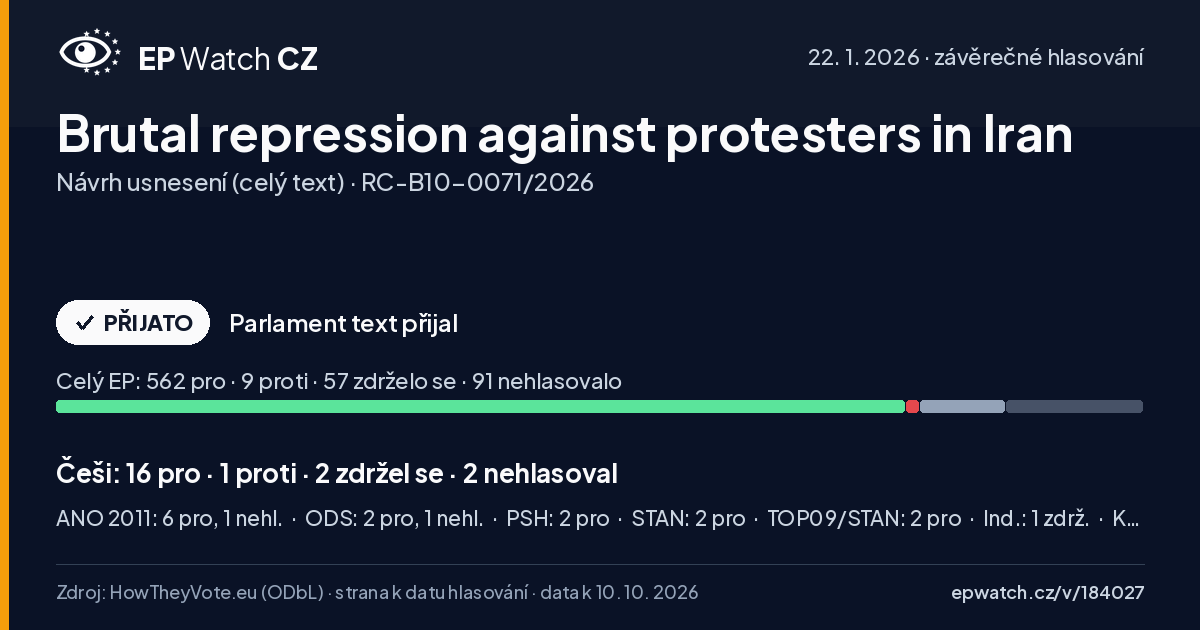 EP Watch CZ
22. 1. 2026 · závěrečné hlasování
Brutal repression against protesters in Iran
Návrh usnesení (celý text) · RC-B10-0071/2026
✓ PŘIJATO Parlament text přijal
Celý EP: 562 pro · 9 proti · 57 zdrželo se · 91 nehlasovalo
Češi: 16 pro · 1 proti · 2 zdržel se · 2 nehlasoval
ANO 2011: 6 pro, 1 nehl. · ODS: 2 pro, 1 nehl. · PSH: 2 pro · STAN: 2 pro · TOP09/STAN: 2 pro · Ind.: 1 zdrž. · K…
Zdroj: HowTheyVote.eu (ODbL) · strana k datu hlasování · data k 10. 10. 2026
epwatch.cz/v/184027